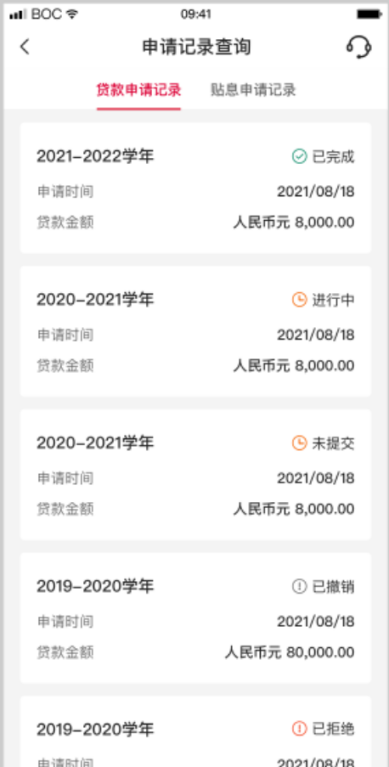 BOC 09:41
申请记录查询
贷款申请记录 贴息申请记录
2021-2022学年 已完成
申请时间 2021/08/18
贷款金额 人民币元 8,000.00
2020-2021学年 进行中
申请时间 2021/08/18
贷款金额 人民币元 8,000.00
2020-2021学年 未提交
申请时间 2021/08/18
贷款金额 人民币元 8,000.00
2019-2020学年 已撤销
申请时间 2021/08/18
贷款金额 人民币元 80,000.00
2019-2020学年 已拒绝
申请时间 2021/08/18